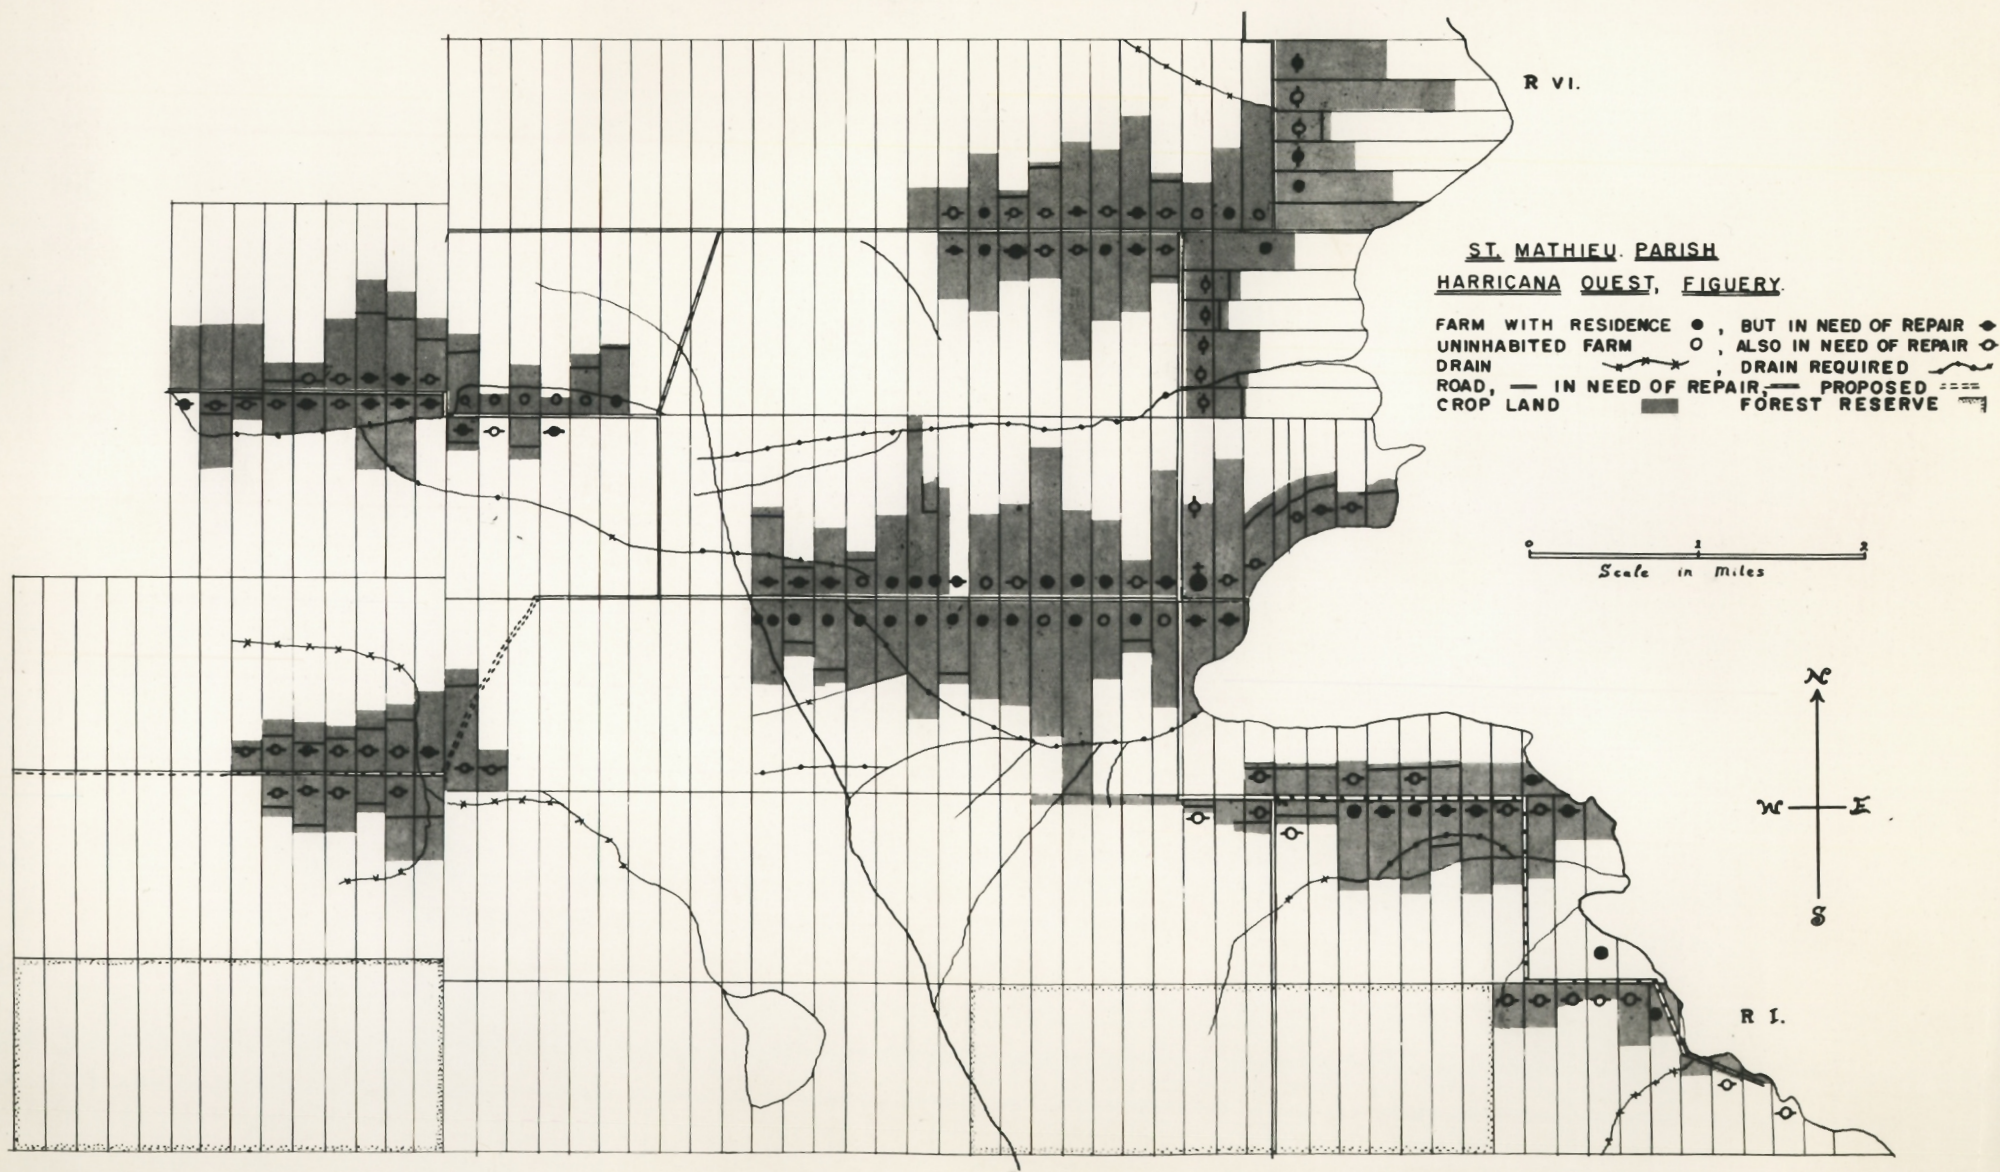 R VI.
ST. MATHIEU. PARISH
HARRICANA OUEST, FIGUERY.
FARM WITH RESIDENCE , BUT IN NEED OF REPAIR
UNINHABITED FARM , ALSO IN NEED OF REPAIR
DRAIN , DRAIN REQUIRED
ROAD, IN NEED OF REPAIR, PROPOSED
CROP LAND FOREST RESERVE
0 1 2
Scale in Miles
N
W E
S
R I.